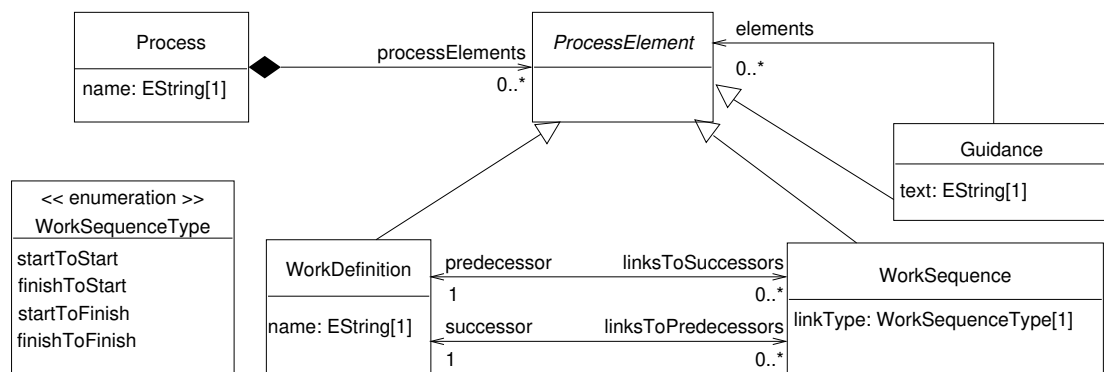 Process
name: EString[1]
processElements
0..*
ProcessElement
elements
0..*
Guidance
text: EString[1]
<< enumeration >>
WorkSequenceType
startToStart
finishToStart
startToFinish
finishToFinish
WorkDefinition
name: EString[1]
predecessor
1
linksToSuccessors
0..*
successor
1
linksToPredecessors
0..*
WorkSequence
linkType: WorkSequenceType[1]